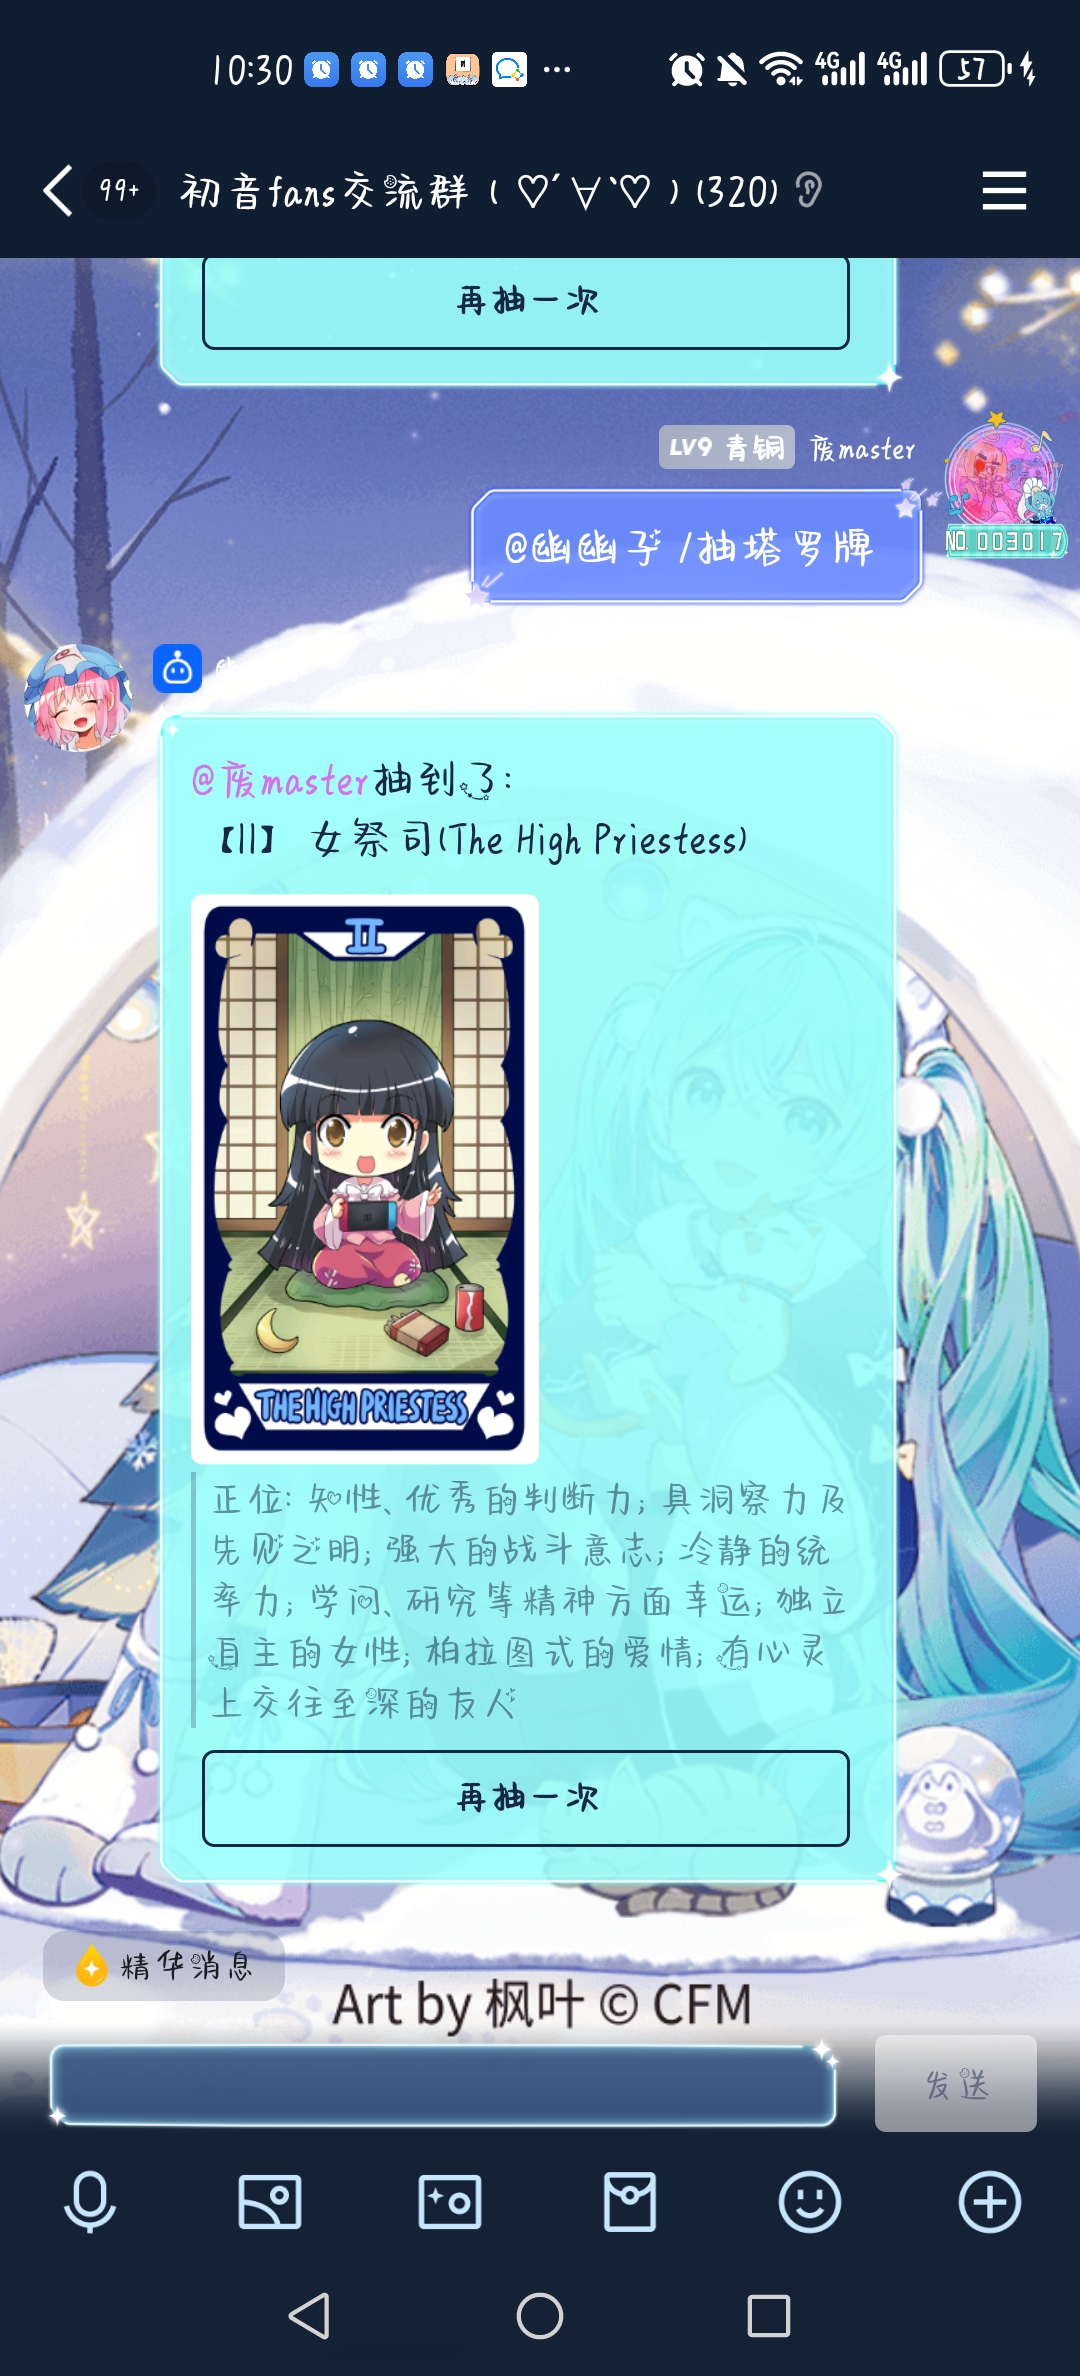 10:30
4G 4G 57
99+ 初音fans交流群（♡´∀`♡）(320)
再抽一次
LV9 青铜 废master
NO.003017
@幽幽子 /抽塔罗牌
@废master抽到了:
【II】 女祭司(The High Priestess)
II
THE HIGH PRIESTESS
正位: 知性、优秀的判断力; 具洞察力及
先见之明; 强大的战斗意志; 冷静的统
率力; 学问、研究等精神方面幸运; 独立
自主的女性; 柏拉图式的爱情; 有心灵
上交往至深的友人
再抽一次
精华消息
Art by 枫叶 © CFM
发送